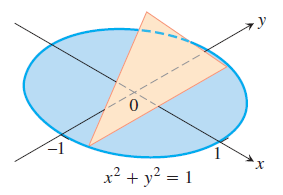 y
0
-1
1
x
x² + y² = 1